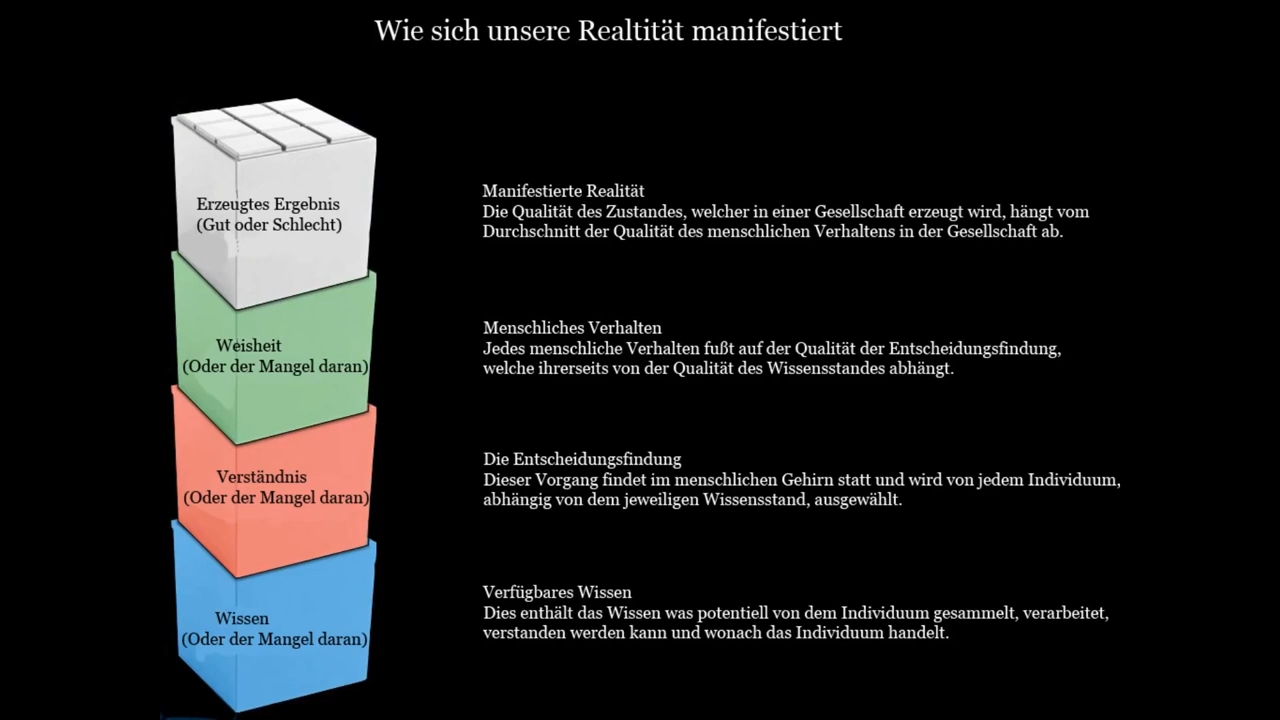 Wie sich unsere Realtität manifestiert
Erzeugtes Ergebnis
(Gut oder Schlecht)
Manifestierte Realität
Die Qualität des Zustandes, welcher in einer Gesellschaft erzeugt wird, hängt vom
Durchschnitt der Qualität des menschlichen Verhaltens in der Gesellschaft ab.
Weisheit
(Oder der Mangel daran)
Menschliches Verhalten
Jedes menschliche Verhalten fußt auf der Qualität der Entscheidungsfindung,
welche ihrerseits von der Qualität des Wissensstandes abhängt.
Verständnis
(Oder der Mangel daran)
Die Entscheidungsfindung
Dieser Vorgang findet im menschlichen Gehirn statt und wird von jedem Individuum,
abhängig von dem jeweiligen Wissensstand, ausgewählt.
Wissen
(Oder der Mangel daran)
Verfügbares Wissen
Dies enthält das Wissen was potentiell von dem Individuum gesammelt, verarbeitet,
verstanden werden kann und wonach das Individuum handelt.